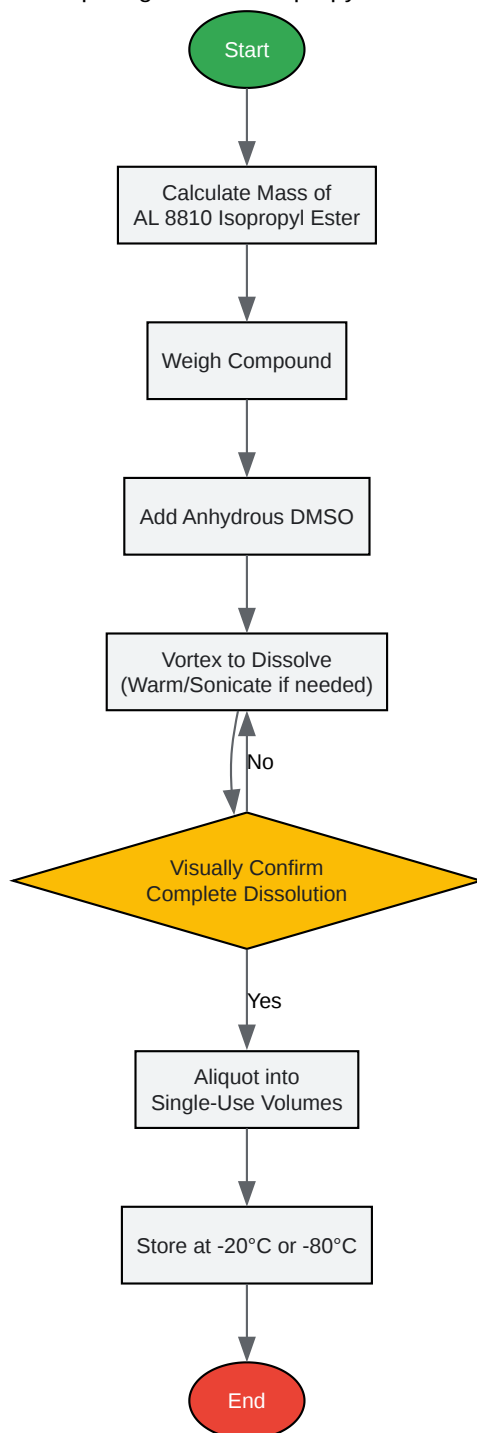 Start
Calculate Mass of
AL 8810 Isopropyl Ester
Weigh Compound
Add Anhydrous DMSO
Vortex to Dissolve
(Warm/Sonicate if needed)
No
Visually Confirm
Complete Dissolution
Yes
Aliquot into
Single-Use Volumes
Store at -20°C or -80°C
End